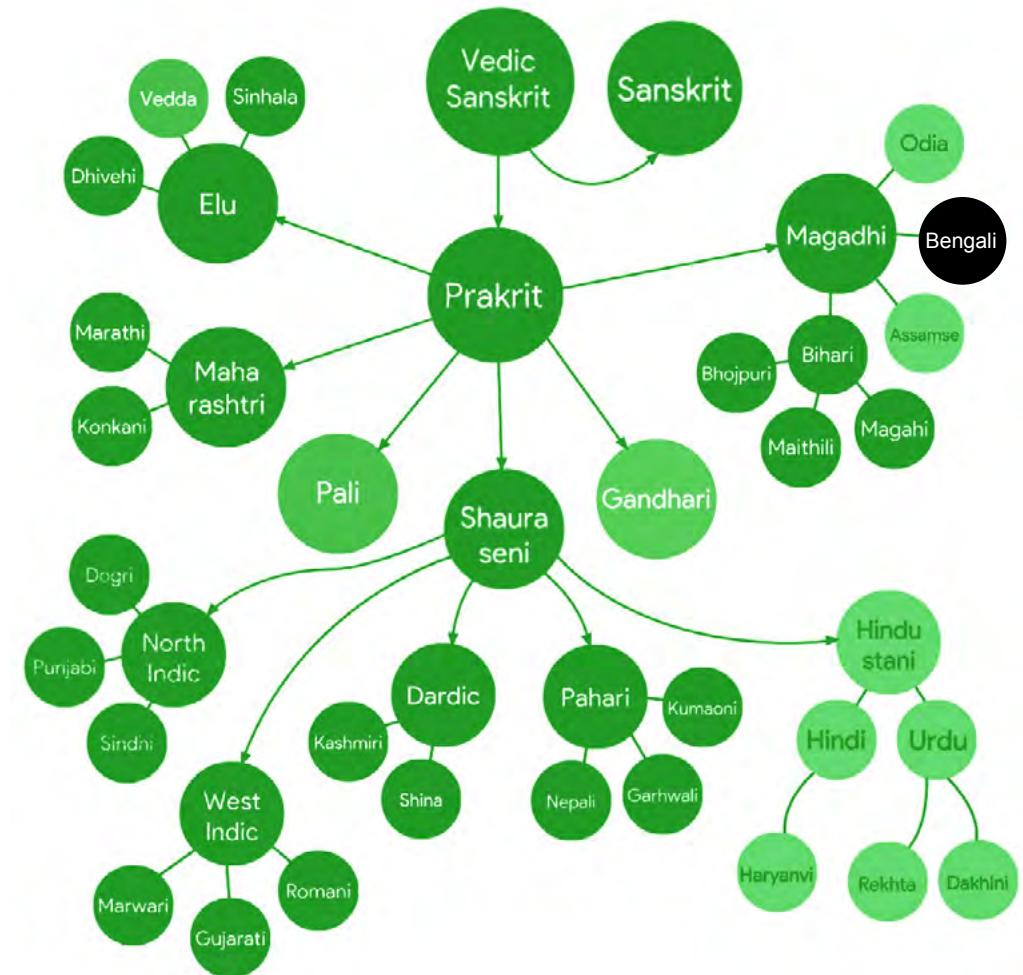 Vedic
Sanskrit
Sanskrit
Vedda
Sinhala
Dhivehi
Elu
Odia
Magadhi
Bengali
Assamse
Prakrit
Marathi
Maha
rashtri
Konkani
Bihari
Bhojpuri
Magahi
Maithili
Pali
Gandhari
Shaura
seni
Dogri
North
Indic
Punjabi
Sindhi
Dardic
Kashmiri
Shina
Pahari
Kumaoni
Nepali
Garhwali
Hindu
stani
Hindi
Urdu
West
Indic
Marwari
Gujarati
Romani
Haryanvi
Rekhta
Dakhini